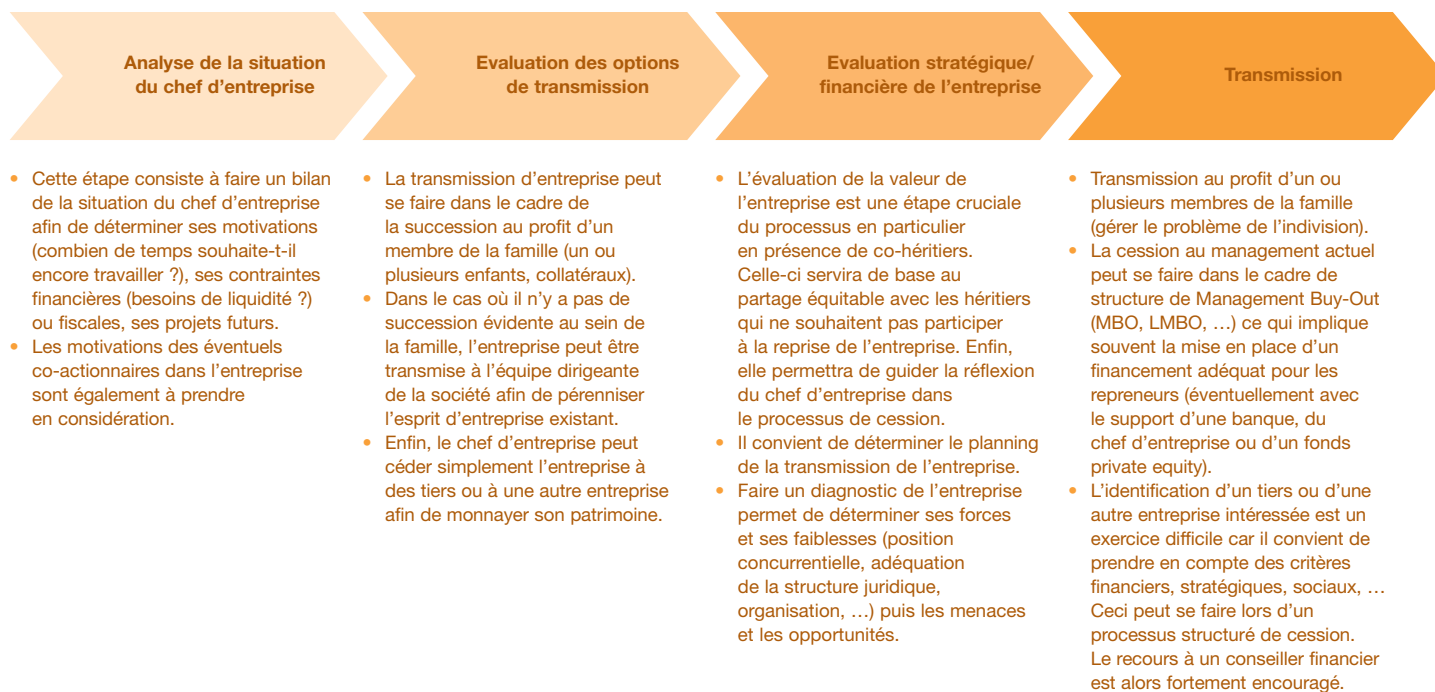 Analyse de la situation
du chef d'entreprise
Evaluation des options
de transmission
Evaluation stratégique/
financière de l'entreprise
Transmission
• Cette étape consiste à faire un bilan
de la situation du chef d'entreprise
afin de déterminer ses motivations
(combien de temps souhaite-t-il
encore travailler ?), ses contraintes
financières (besoins de liquidité ?)
ou fiscales, ses projets futurs.
• Les motivations des éventuels
co-actionnaires dans l'entreprise
sont également à prendre
en considération.
• La transmission d'entreprise peut
se faire dans le cadre de
la succession au profit d'un
membre de la famille (un ou
plusieurs enfants, collatéraux).
• Dans le cas où il n'y a pas de
succession évidente au sein de
la famille, l'entreprise peut être
transmise à l'équipe dirigeante
de la société afin de pérenniser
l'esprit d'entreprise existant.
• Enfin, le chef d'entreprise peut
céder simplement l'entreprise à
des tiers ou à une autre entreprise
afin de monnayer son patrimoine.
• L'évaluation de la valeur de
l'entreprise est une étape cruciale
du processus en particulier
en présence de co-héritiers.
Celle-ci servira de base au
partage équitable avec les héritiers
qui ne souhaitent pas participer
à la reprise de l'entreprise. Enfin,
elle permettra de guider la réflexion
du chef d'entreprise dans
le processus de cession.
• Il convient de déterminer le planning
de la transmission de l'entreprise.
• Faire un diagnostic de l'entreprise
permet de déterminer ses forces
et ses faiblesses (position
concurrentielle, adéquation
de la structure juridique,
organisation, …) puis les menaces
et les opportunités.
• Transmission au profit d'un ou
plusieurs membres de la famille
(gérer le problème de l'indivision).
• La cession au management actuel
peut se faire dans le cadre de
structure de Management Buy-Out
(MBO, LMBO, …) ce qui implique
souvent la mise en place d'un
financement adéquat pour les
repreneurs (éventuellement avec
le support d'une banque, du
chef d'entreprise ou d'un fonds
private equity).
• L'identification d'un tiers ou d'une
autre entreprise intéressée est un
exercice difficile car il convient de
prendre en compte des critères
financiers, stratégiques, sociaux, …
Ceci peut se faire lors d'un
processus structuré de cession.
Le recours à un conseiller financier
est alors fortement encouragé.